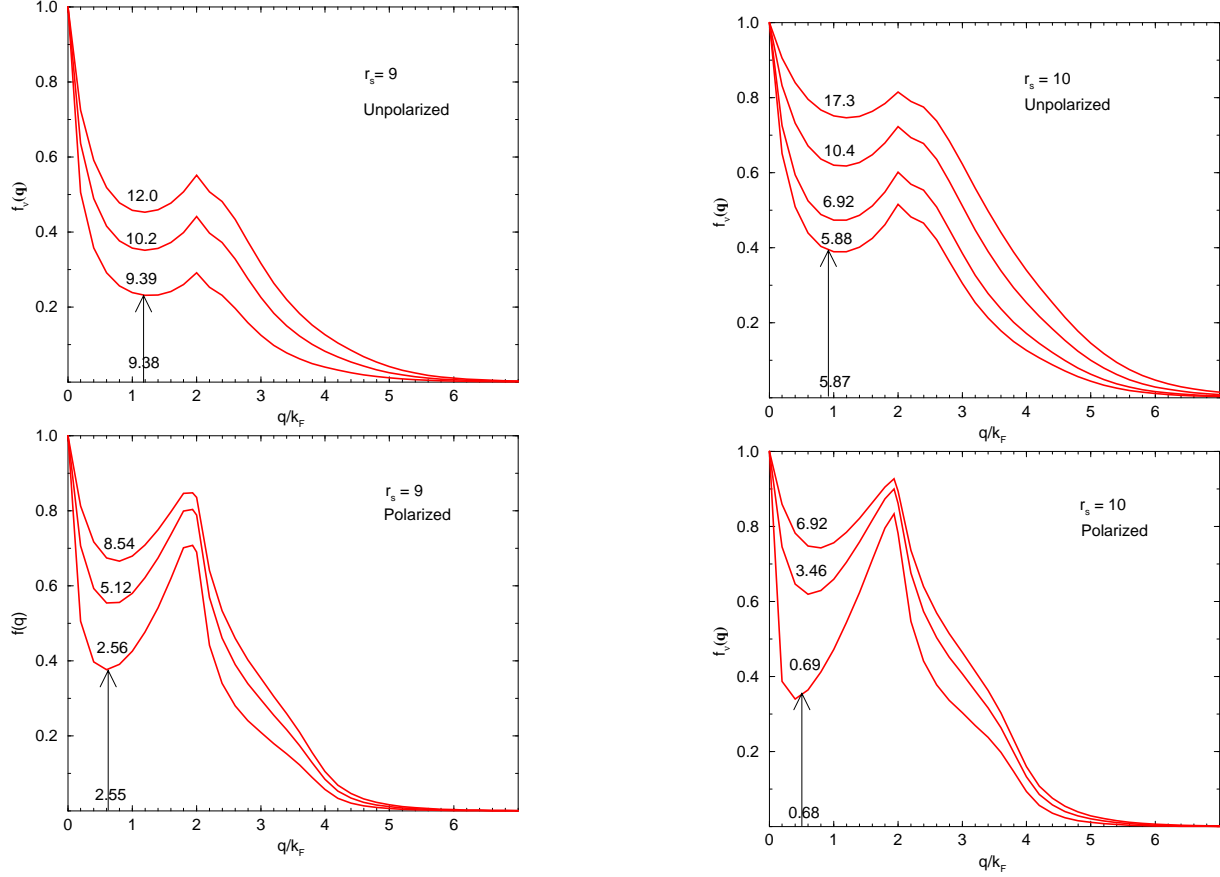 1.0
0.8
0.6
0.4
0.2
f_ν(q)
r_s= 9
Unpolarized
12.0
10.2
9.39
9.38
0 1 2 3 4 5 6
q/k_F
1.0
0.8
0.6
0.4
0.2
f_ν(q)
r_s = 10
Unpolarized
17.3
10.4
6.92
5.88
5.87
0 1 2 3 4 5 6
q/k_F
1.0
0.8
0.6
0.4
0.2
f(q)
r_s = 9
Polarized
8.54
5.12
2.56
2.55
0 1 2 3 4 5 6
q/k_F
1.0
0.8
0.6
0.4
0.2
f_ν(q)
r_s = 10
Polarized
6.92
3.46
0.69
0.68
0 1 2 3 4 5 6
q/k_F